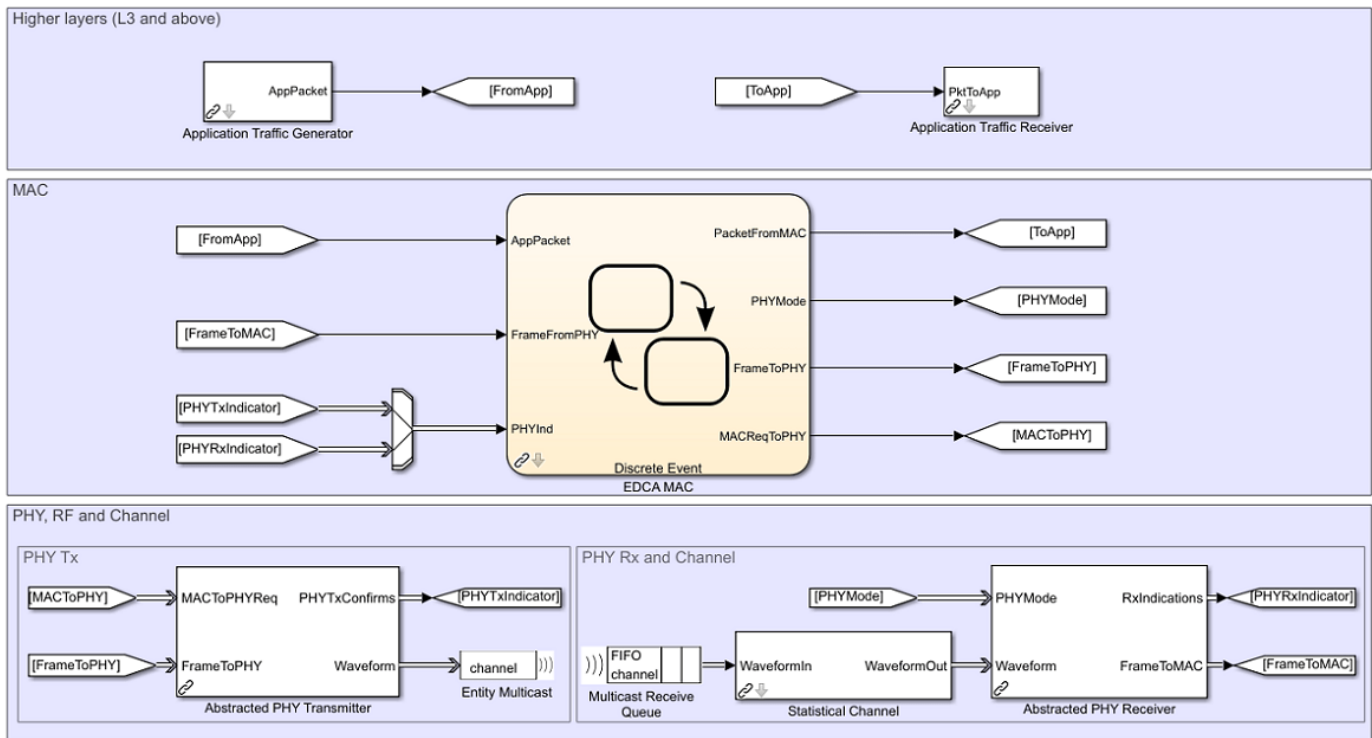 Higher layers (L3 and above)
AppPacket
[FromApp]
[ToApp]
PktToApp
Application Traffic Generator
Application Traffic Receiver
MAC
[FromApp]
AppPacket
PacketFromMAC
[ToApp]
PHYMode
[PHYMode]
[FrameToMAC]
FrameFromPHY
FrameToPHY
[FrameToPHY]
[PHYTxIndicator]
[PHYRxIndicator]
PHYInd
MACReqToPHY
[MACToPHY]
Discrete Event
EDCA MAC
PHY, RF and Channel
PHY Tx
[MACToPHY]
MACToPHYReq
PHYTxConfirms
[PHYTxIndicator]
[FrameToPHY]
FrameToPHY
Waveform
channel
Entity Multicast
Abstracted PHY Transmitter
PHY Rx and Channel
[PHYMode]
PHYMode
RxIndications
[PHYRxIndicator]
FIFO
channel
WaveformIn
WaveformOut
Waveform
FrameToMAC
[FrameToMAC]
Multicast Receive
Queue
Statistical Channel
Abstracted PHY Receiver